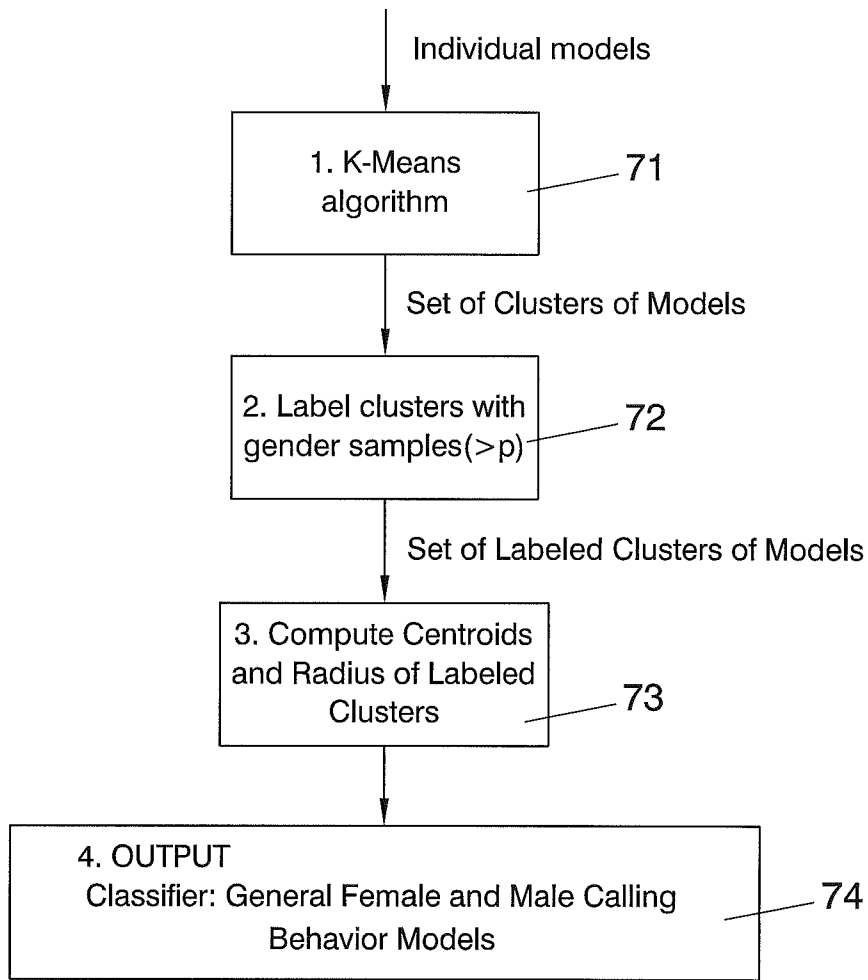 Individual models
1. K-Means
algorithm
71
Set of Clusters of Models
2. Label clusters with
gender samples(>p)
72
Set of Labeled Clusters of Models
3. Compute Centroids
and Radius of Labeled
Clusters
73
4. OUTPUT
Classifier: General Female and Male Calling
Behavior Models
74